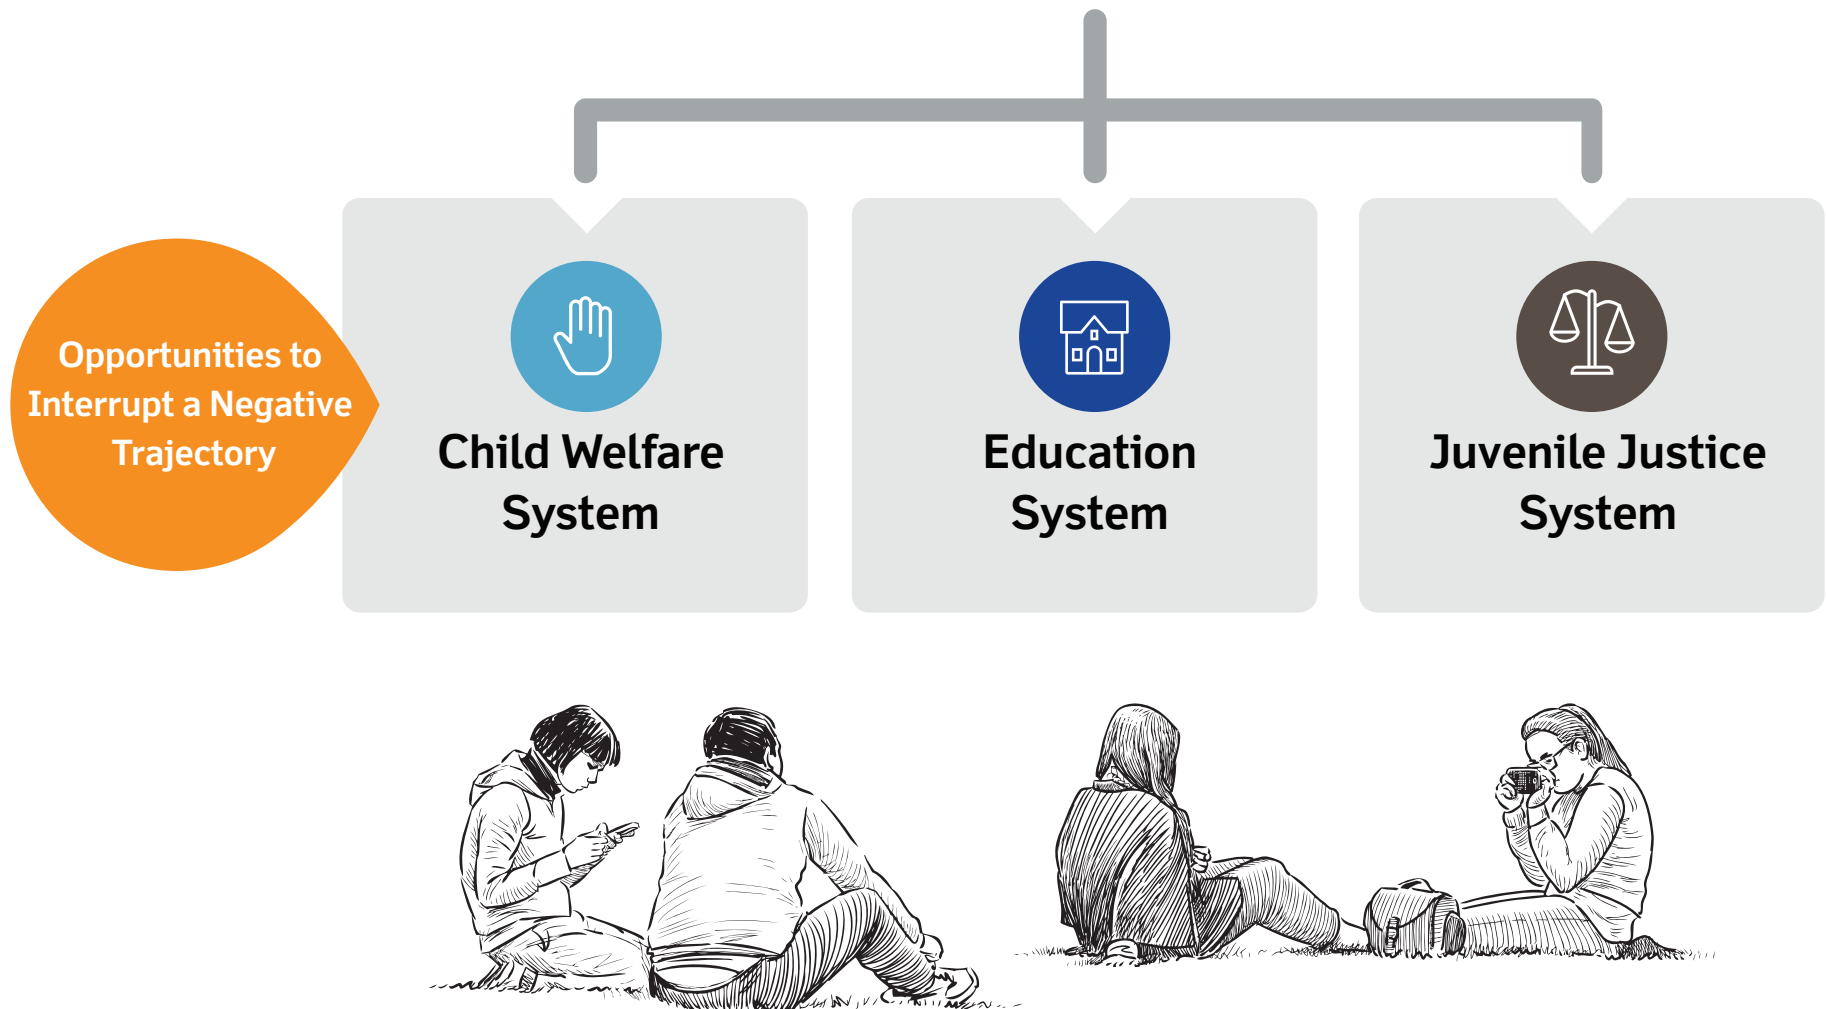 Opportunities to
Interrupt a Negative
Trajectory
Child Welfare
System
Education
System
Juvenile Justice
System